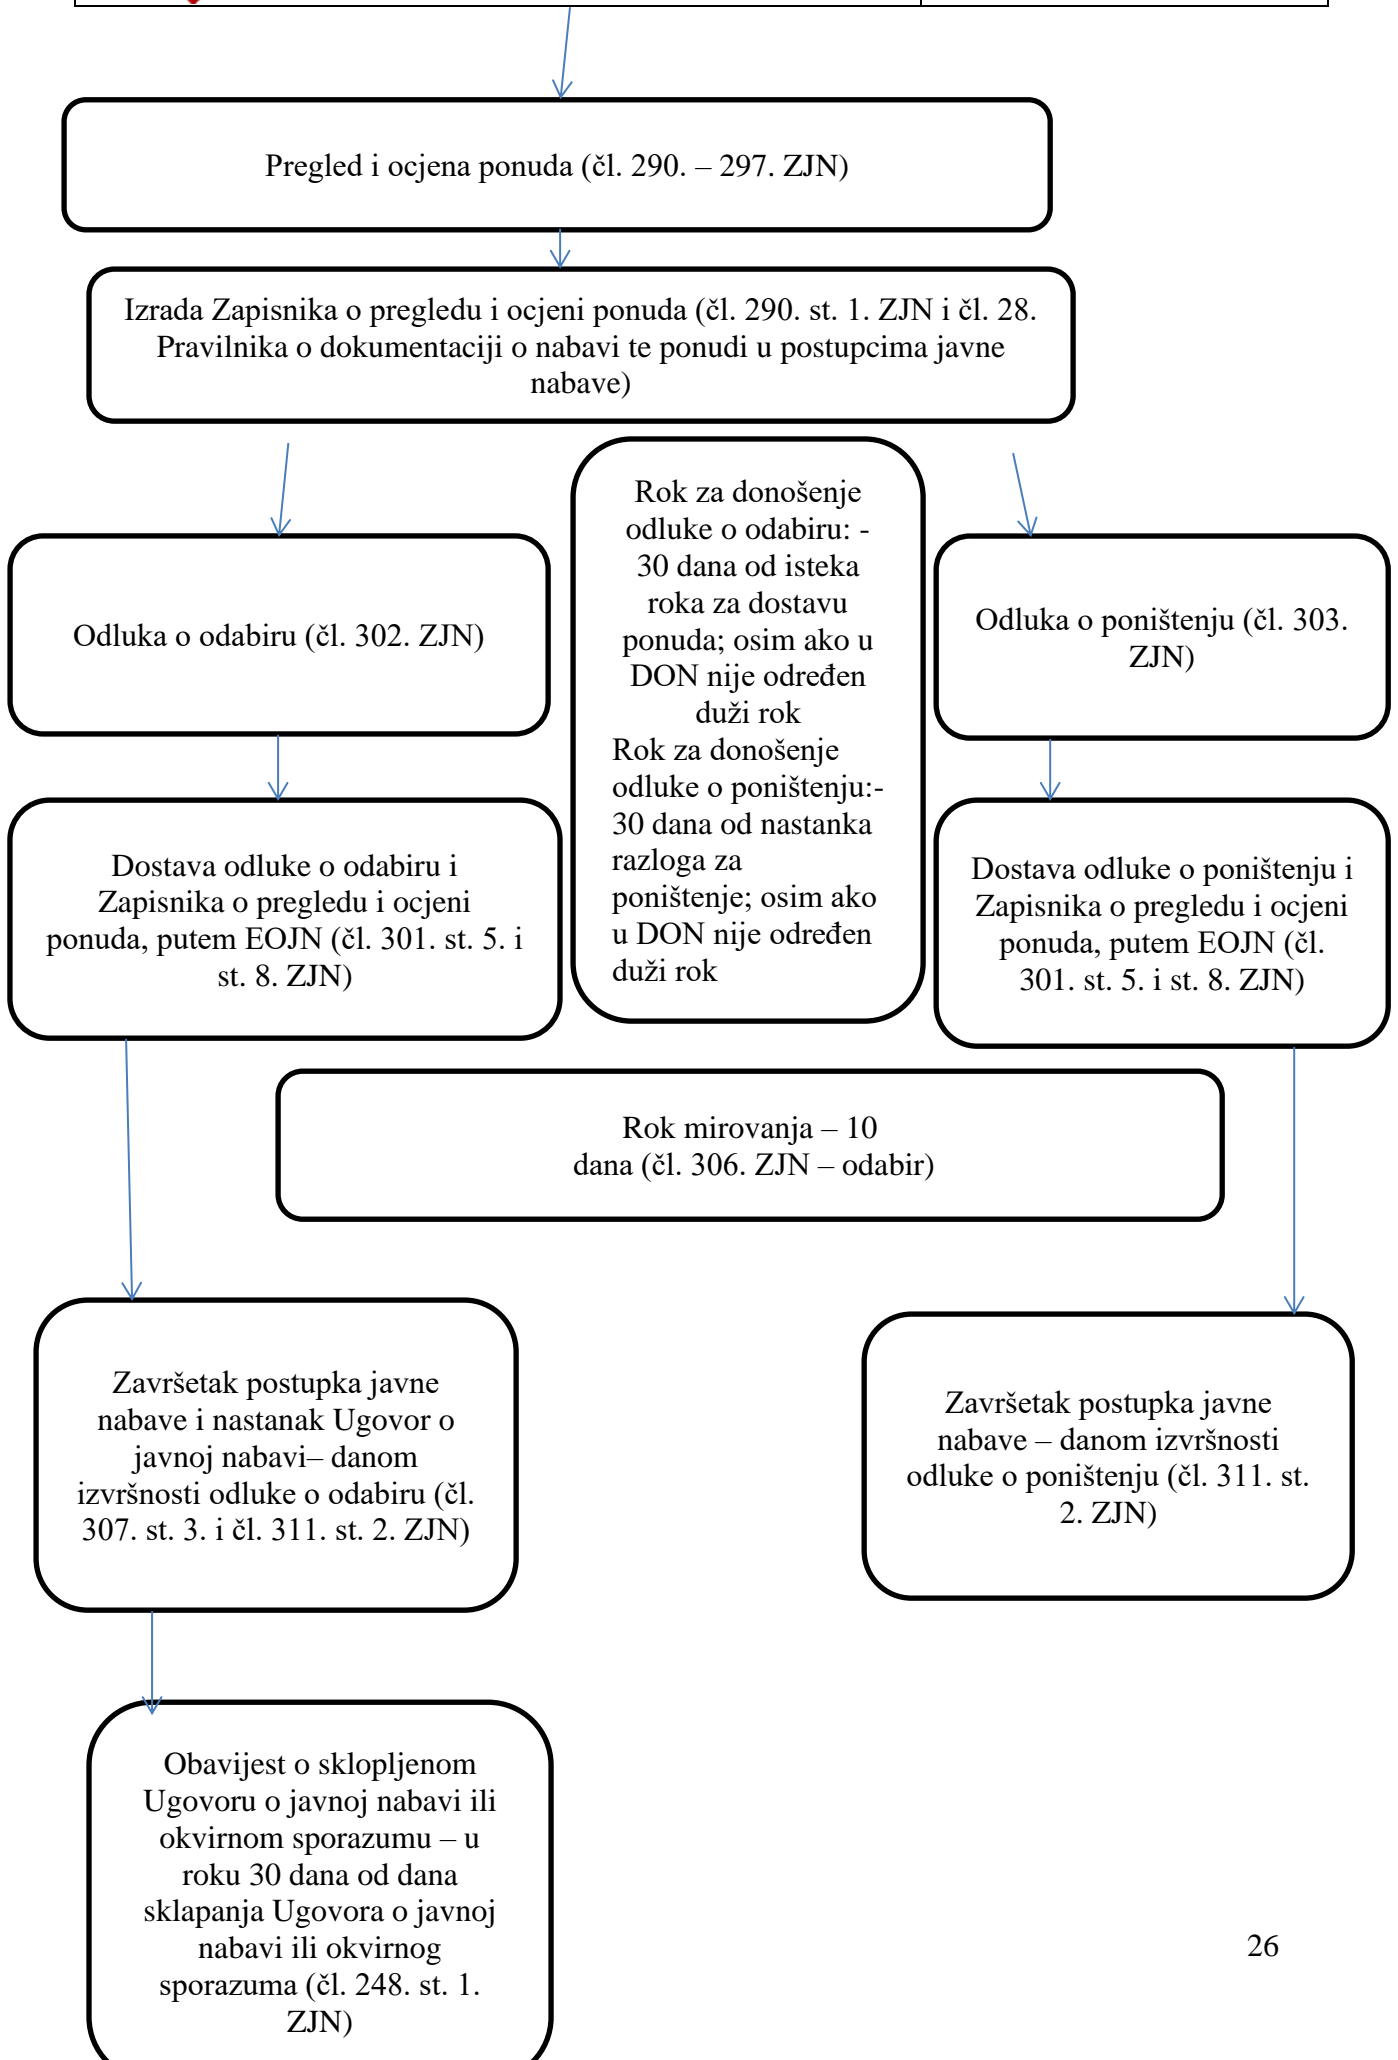 Pregled i ocjena ponuda (čl. 290. – 297. ZJN)
Izrada Zapisnika o pregledu i ocjeni ponuda (čl. 290. st. 1. ZJN i čl. 28.
Pravilnika o dokumentaciji o nabavi te ponudi u postupcima javne
nabave)
Rok za donošenje
odluke o odabiru: -
30 dana od isteka
roka za dostavu
ponuda; osim ako u
DON nije određen
duži rok
Rok za donošenje
odluke o poništenju:-
30 dana od nastanka
razloga za
poništenje; osim ako
u DON nije određen
duži rok
Odluka o odabiru (čl. 302. ZJN)
Odluka o poništenju (čl. 303.
ZJN)
Dostava odluke o odabiru i
Zapisnika o pregledu i ocjeni
ponuda, putem EOJN (čl. 301. st. 5. i
st. 8. ZJN)
Dostava odluke o poništenju i
Zapisnika o pregledu i ocjeni
ponuda, putem EOJN (čl.
301. st. 5. i st. 8. ZJN)
Rok mirovanja – 10
dana (čl. 306. ZJN – odabir)
Završetak postupka javne
nabave i nastanak Ugovor o
javnoj nabavi– danom
izvršnosti odluke o odabiru (čl.
307. st. 3. i čl. 311. st. 2. ZJN)
Završetak postupka javne
nabave – danom izvršnosti
odluke o poništenju (čl. 311. st.
2. ZJN)
Obavijest o sklopljenom
Ugovoru o javnoj nabavi ili
okvirnom sporazumu – u
roku 30 dana od dana
sklapanja Ugovora o javnoj
nabavi ili okvirnog
sporazuma (čl. 248. st. 1.
ZJN)
26